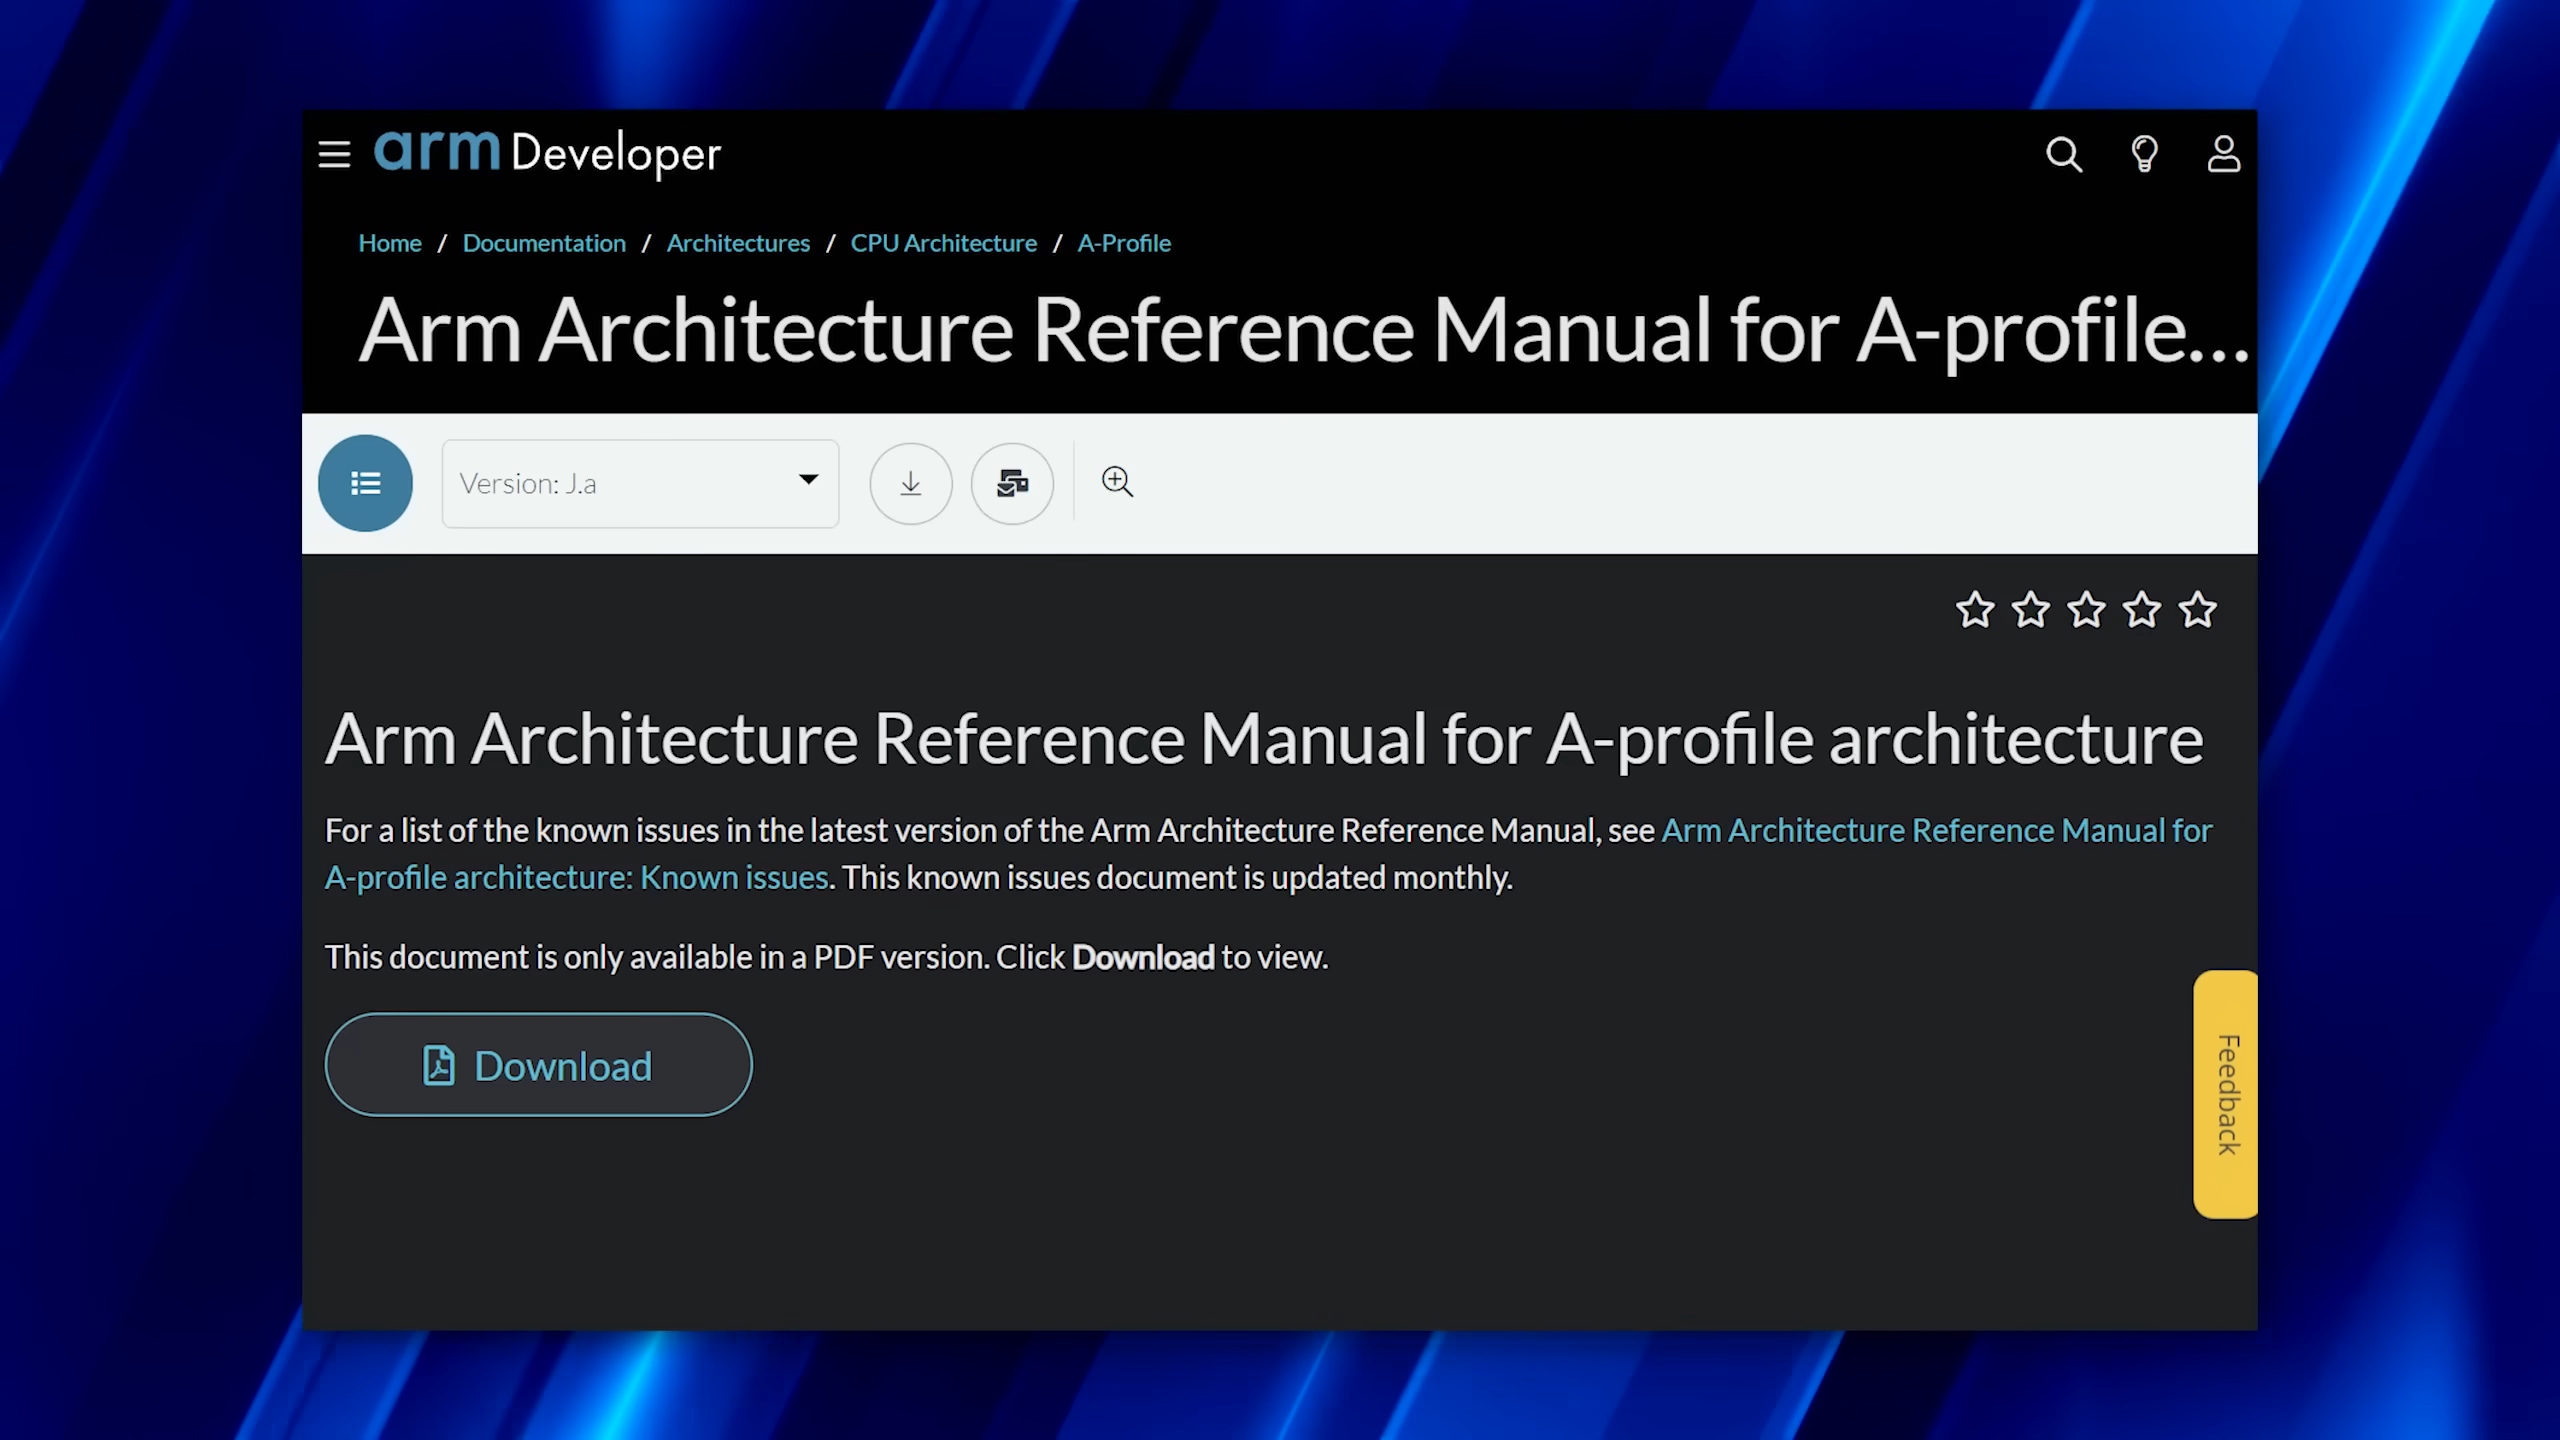 arm Developer
Home / Documentation / Architectures / CPU Architecture / A-Profile
Arm Architecture Reference Manual for A-profile...
Version: J.a
Arm Architecture Reference Manual for A-profile architecture
For a list of the known issues in the latest version of the Arm Architecture Reference Manual, see Arm Architecture Reference Manual for
A-profile architecture: Known issues. This known issues document is updated monthly.
This document is only available in a PDF version. Click Download to view.
Download
Feedback